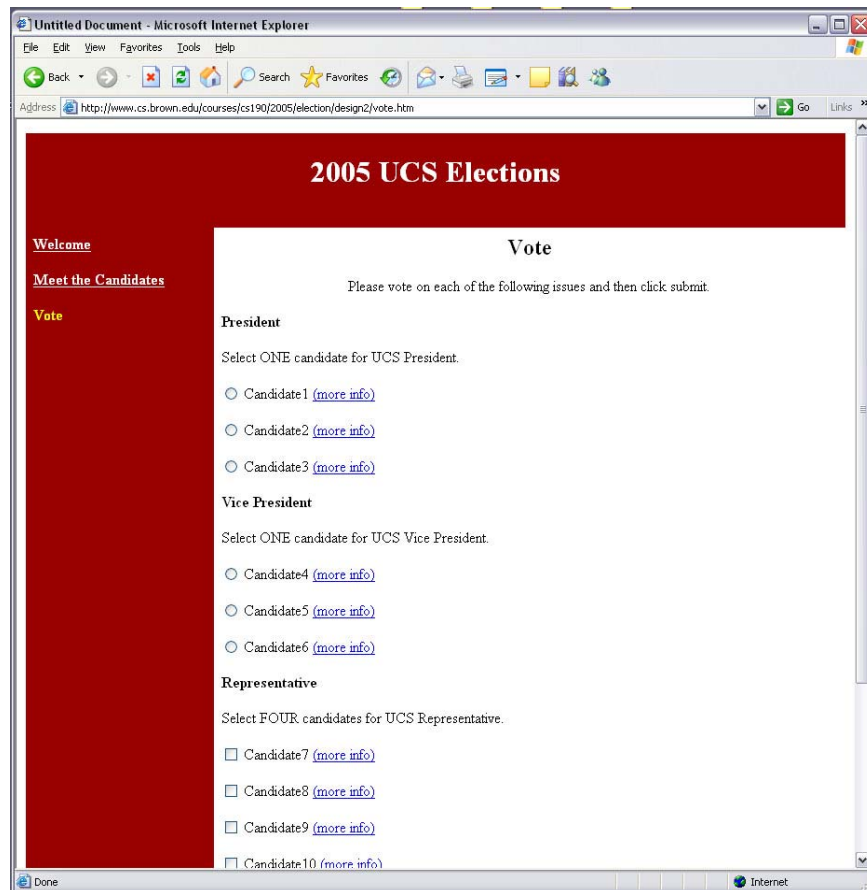 Untitled Document - Microsoft Internet Explorer
File Edit View Favorites Tools Help
Back Search Favorites
Address http://www.cs.brown.edu/courses/cs190/2005/election/design2/vote.htm Go Links »
2005 UCS Elections
Welcome
Meet the Candidates
Vote
Vote
Please vote on each of the following issues and then click submit.
President
Select ONE candidate for UCS President.
Candidate1 (more info)
Candidate2 (more info)
Candidate3 (more info)
Vice President
Select ONE candidate for UCS Vice President.
Candidate4 (more info)
Candidate5 (more info)
Candidate6 (more info)
Representative
Select FOUR candidates for UCS Representative.
Candidate7 (more info)
Candidate8 (more info)
Candidate9 (more info)
Candidate10 (more info)
Done Internet